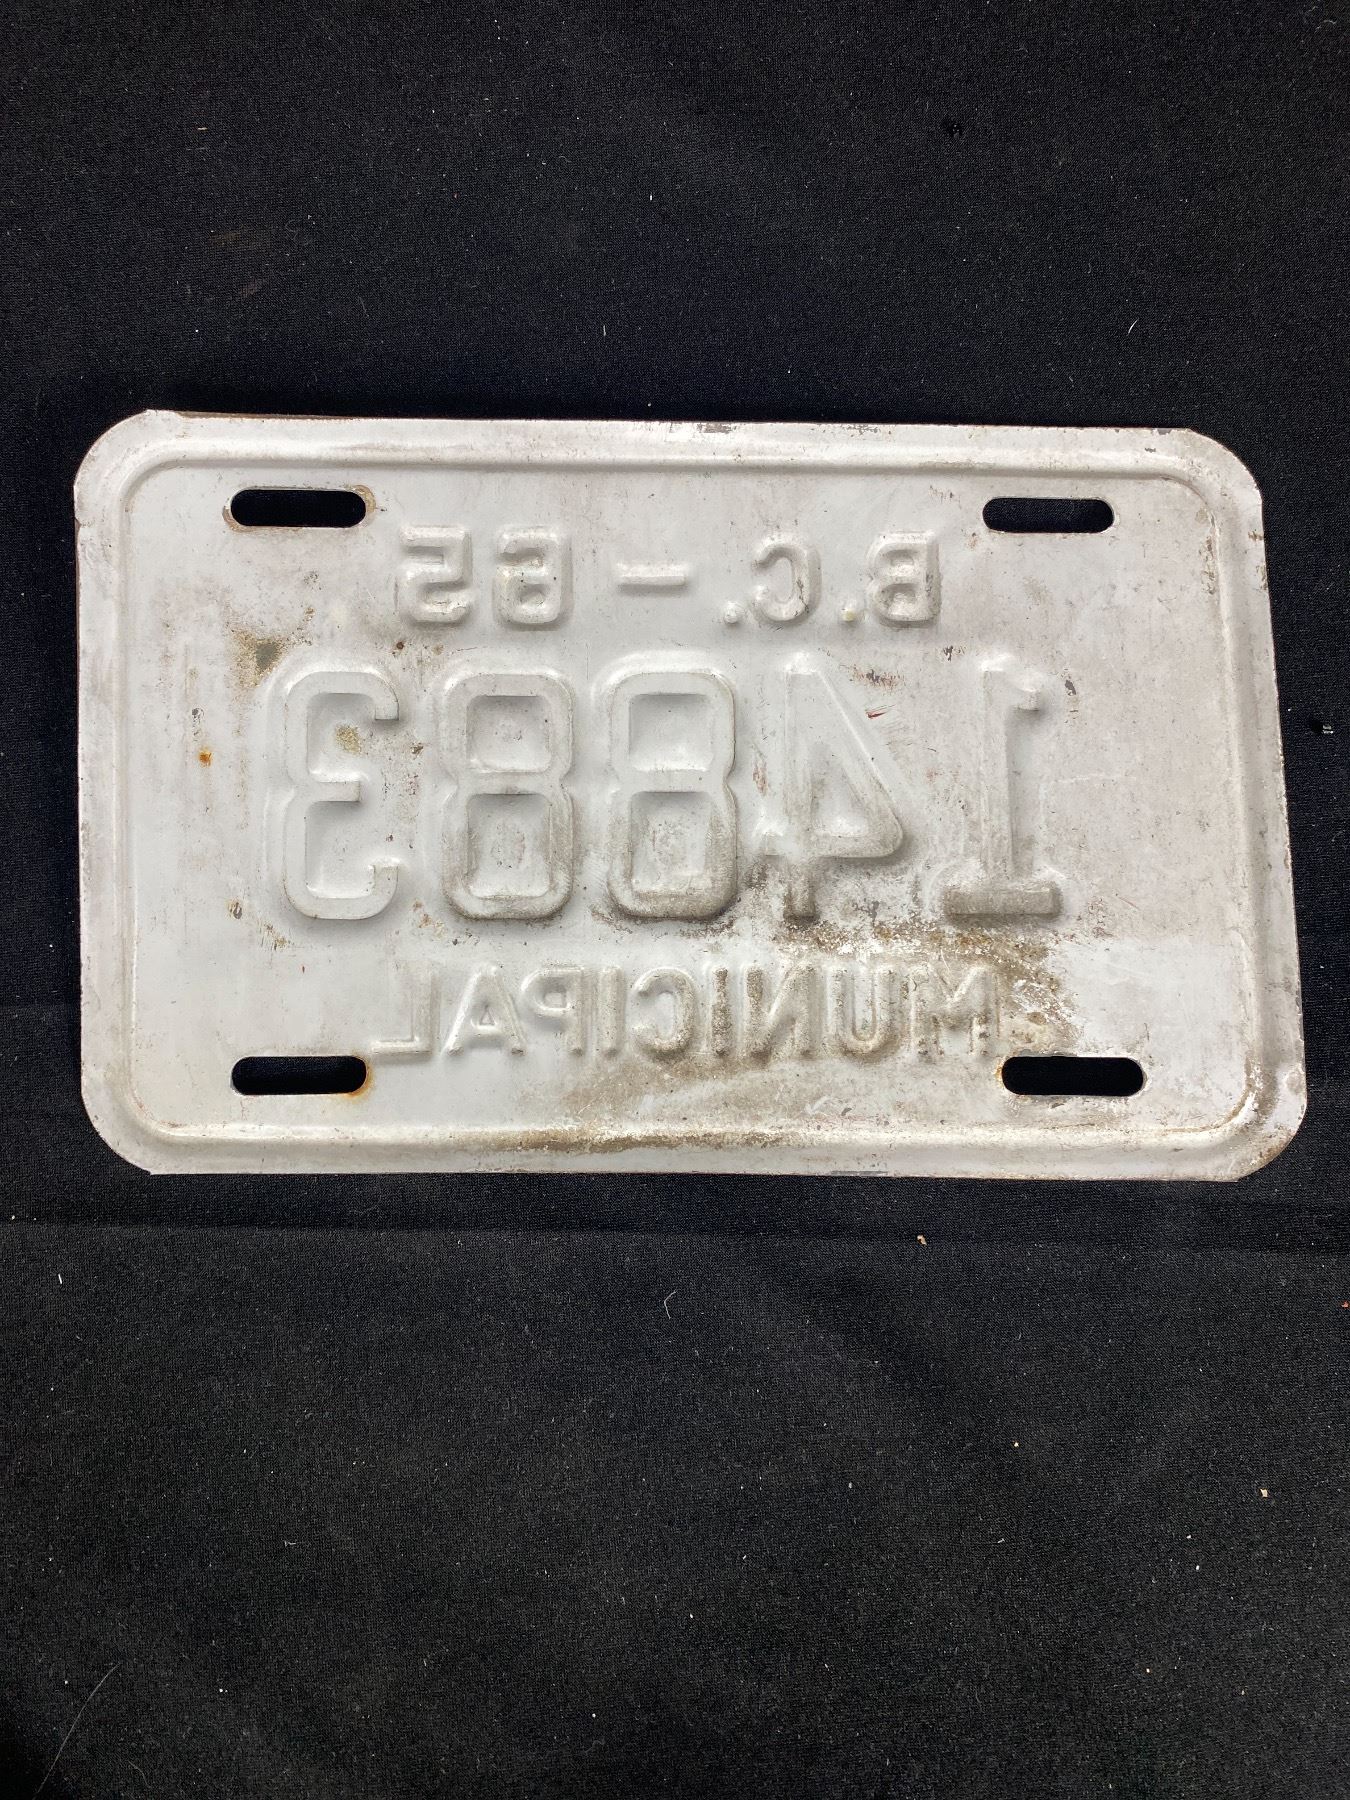 B.C. - 65
14883
MUNICIPAL